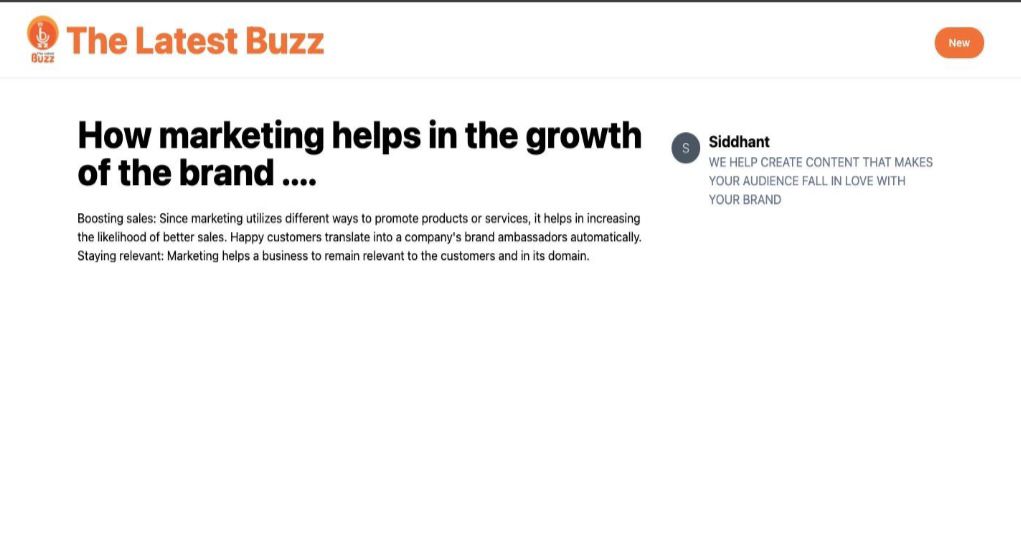 The Latest Buzz
Buzz
New
How marketing helps in the growth
of the brand ....
Boosting sales: Since marketing utilizes different ways to promote products or services, it helps in increasing
the likelihood of better sales. Happy customers translate into a company's brand ambassadors automatically.
Staying relevant: Marketing helps a business to remain relevant to the customers and in its domain.
S
Siddhant
WE HELP CREATE CONTENT THAT MAKES
YOUR AUDIENCE FALL IN LOVE WITH
YOUR BRAND